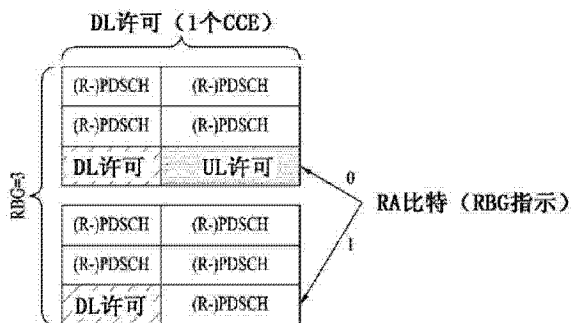 DL许可（1个CCE）
(R-)PDSCH (R-)PDSCH
(R-)PDSCH (R-)PDSCH
DL许可 UL许可
RBG=3
0
RA比特（RBG指示）
1
(R-)PDSCH (R-)PDSCH
(R-)PDSCH (R-)PDSCH
DL许可 (R-)PDSCH